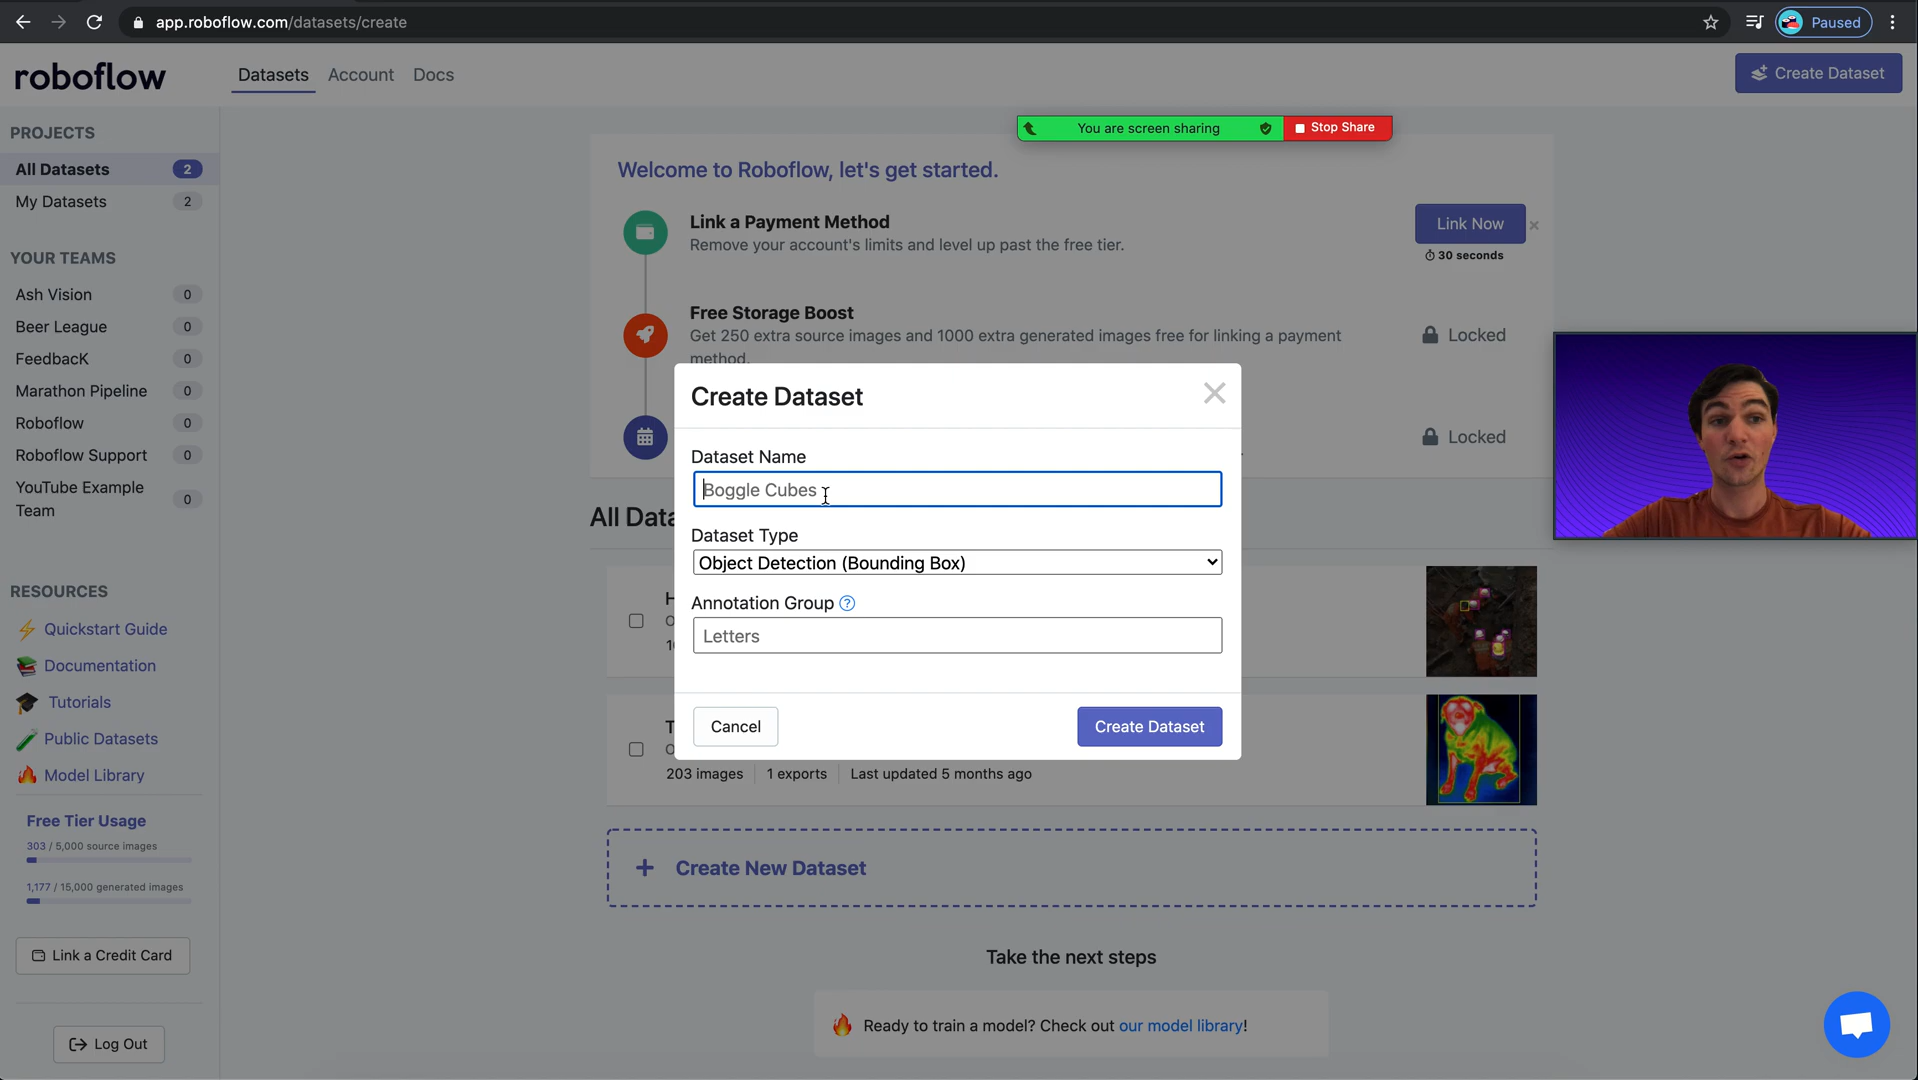 app.roboflow.com/datasets/create
Paused
roboflow
Datasets
Account
Docs
Create Dataset
You are screen sharing
Stop Share
PROJECTS
All Datasets 2
My Datasets 2
YOUR TEAMS
Ash Vision 0
Beer League 0
FeedbacK 0
Marathon Pipeline 0
Roboflow 0
Roboflow Support 0
YouTube Example
Team 0
RESOURCES
Quickstart Guide
Documentation
Tutorials
Public Datasets
Model Library
Free Tier Usage
303 / 5,000 source images
1,177 / 15,000 generated images
Link a Credit Card
Log Out
Welcome to Roboflow, let's get started.
Link a Payment Method
Remove your account's limits and level up past the free tier.
Link Now
30 seconds
Free Storage Boost
Get 250 extra source images and 1000 extra generated images free for linking a payment
method.
Locked
Locked
Create Dataset
Dataset Name
Boggle Cubes
Dataset Type
Object Detection (Bounding Box)
Annotation Group ?
Letters
Cancel
Create Dataset
All Data
203 images
1 exports
Last updated 5 months ago
+ Create New Dataset
Take the next steps
Ready to train a model? Check out our model library!